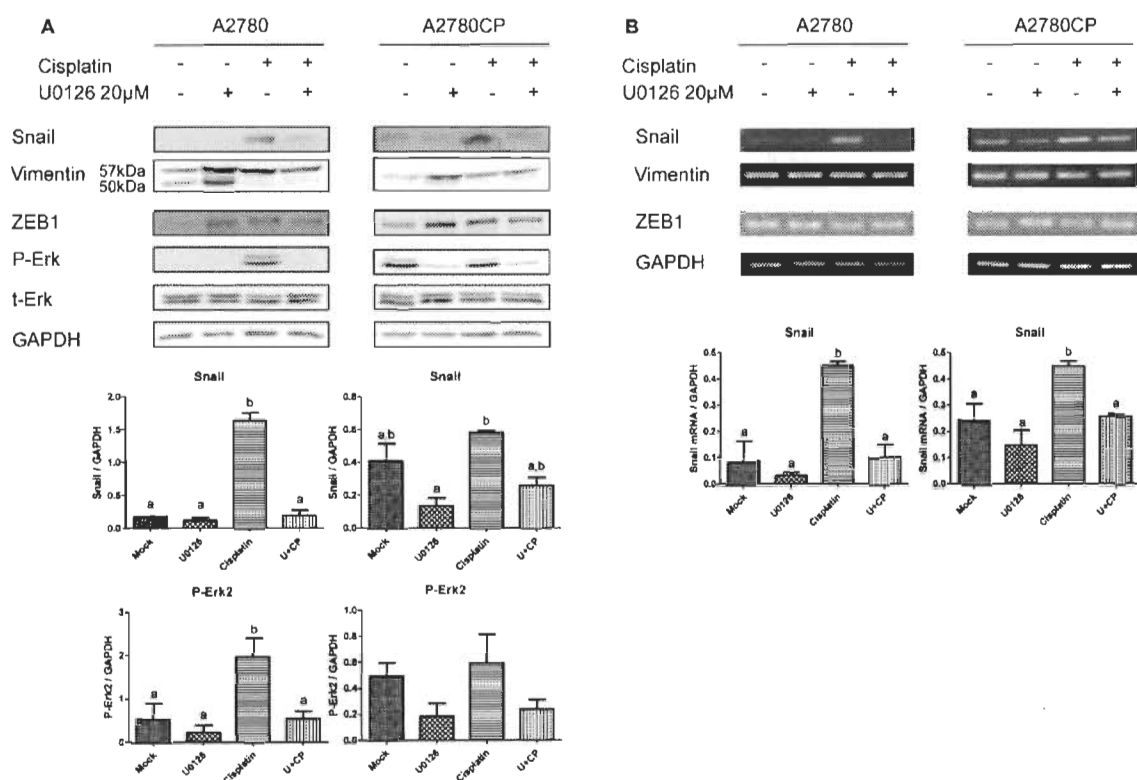 A
A2780 A2780CP
Cisplatin - - + + - - + +
U0126 20µM - + - + - + - +
Snail
Vimentin 57kDa
50kDa
ZEB1
P-Erk
t-Erk
GAPDH
Snail
Snail / GAPDH
2.0
1.5
1.0
0.5
0.0
a a b a
Mock U0126 Cisplatin U+CP
Snail
Snail / GAPDH
0.8
0.6
0.4
0.2
0.0
a,b a b a,b
Mock U0126 Cisplatin U+CP
P-Erk2
P-Erk2 / GAPDH
3
2
1
0
a a b a
Mock U0126 Cisplatin U+CP
P-Erk2
P-Erk2 / GAPDH
1.0
0.8
0.6
0.4
0.2
0.0
Mock U0126 Cisplatin U+CP
B
A2780 A2780CP
Cisplatin - - + + - - + +
U0126 20µM - + - + - + - +
Snail
Vimentin
ZEB1
GAPDH
Snail
Snail mRNA / GAPDH
0.4
0.3
0.2
0.1
0.0
a a b a
Mock U0126 Cisplatin U+CP
Snail
Snail mRNA / GAPDH
0.4
0.3
0.2
0.1
0.0
a a b a
Mock U0126 Cisplatin U+CP